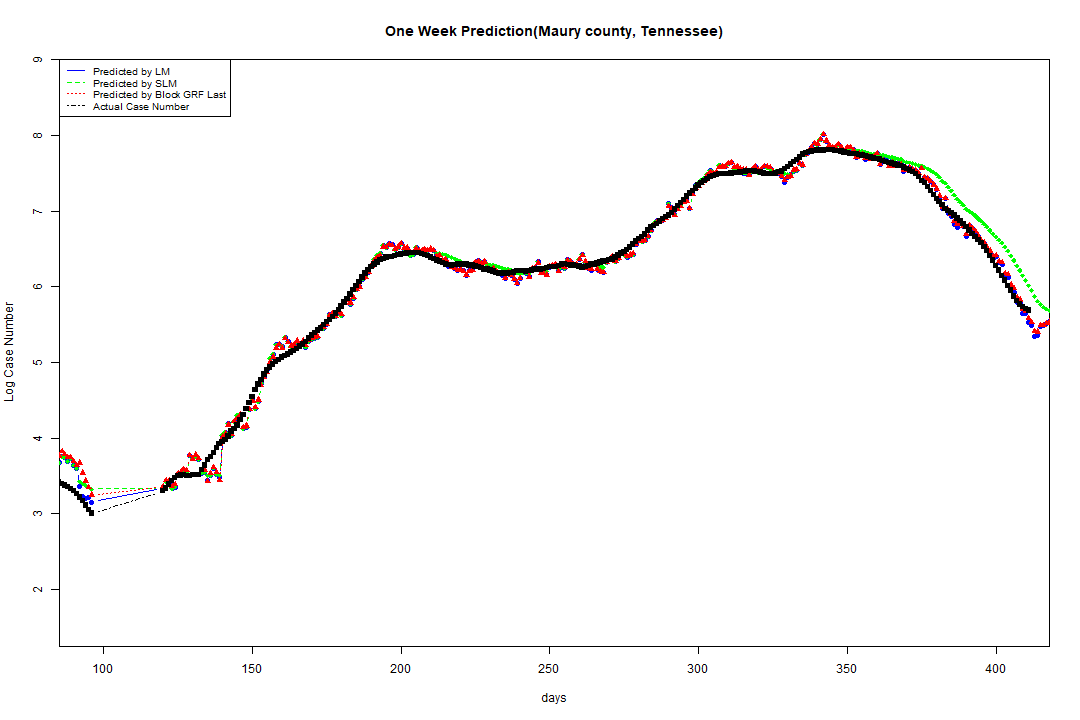 One Week Prediction(Maury county, Tennessee)
Predicted by LM
Predicted by SLM
Predicted by Block GRF Last
Actual Case Number
9
8
7
6
5
4
3
2
Log Case Number
100 150 200 250 300 350 400
days